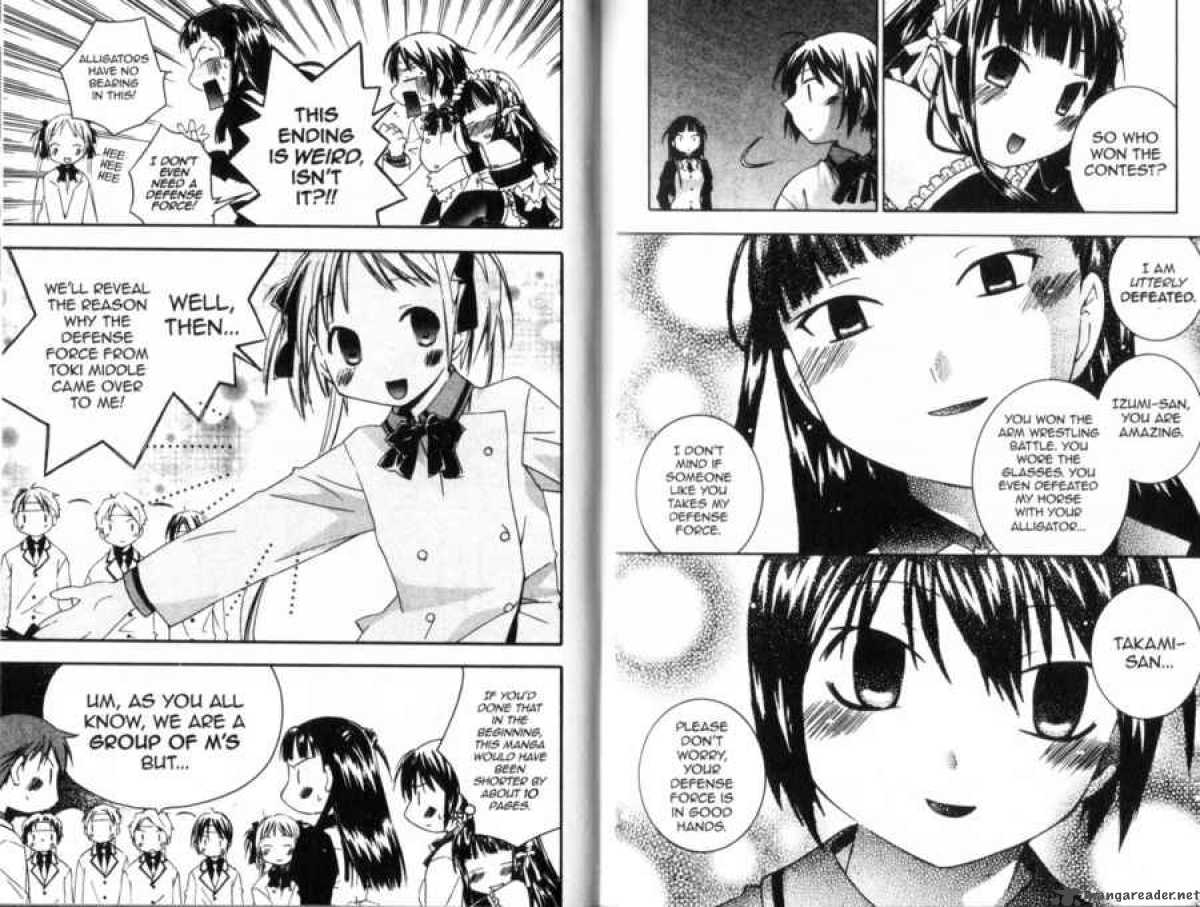 SO WHO
WON THE
CONTEST?
I AM
UTTERLY
DEFEATED.
IZUMI-SAN,
YOU ARE
AMAZING.
YOU WON THE
ARM WRESTLING
BATTLE. YOU
WORE THE
GLASSES. YOU
EVEN DEFEATED
MY HORSE
WITH YOUR
ALLIGATOR...
I DON'T
MIND IF
SOMEONE
LIKE YOU
TAKES MY
DEFENSE
FORCE.
TAKAMI-
SAN...
PLEASE
DON'T
WORRY,
YOUR
DEFENSE
FORCE IS
IN GOOD
HANDS.
THIS
ENDING
IS WEIRD,
ISN'T
IT?!!
ALLIGATORS
HAVE NO
BEARING
IN THIS!
I DON'T
EVEN
NEED A
DEFENSE
FORCE!
HEE
HEE
HEE
WELL,
THEN...
WE'LL REVEAL
THE REASON
WHY THE
DEFENSE
FORCE FROM
TOKI MIDDLE
CAME OVER
TO ME!
IF YOU'D
DONE THAT
IN THE
BEGINNING,
THIS MANGA
WOULD HAVE
BEEN
SHORTER BY
ABOUT 10
PAGES.
UM, AS YOU ALL
KNOW, WE ARE A
GROUP OF M'S
BUT...
mangareader.net